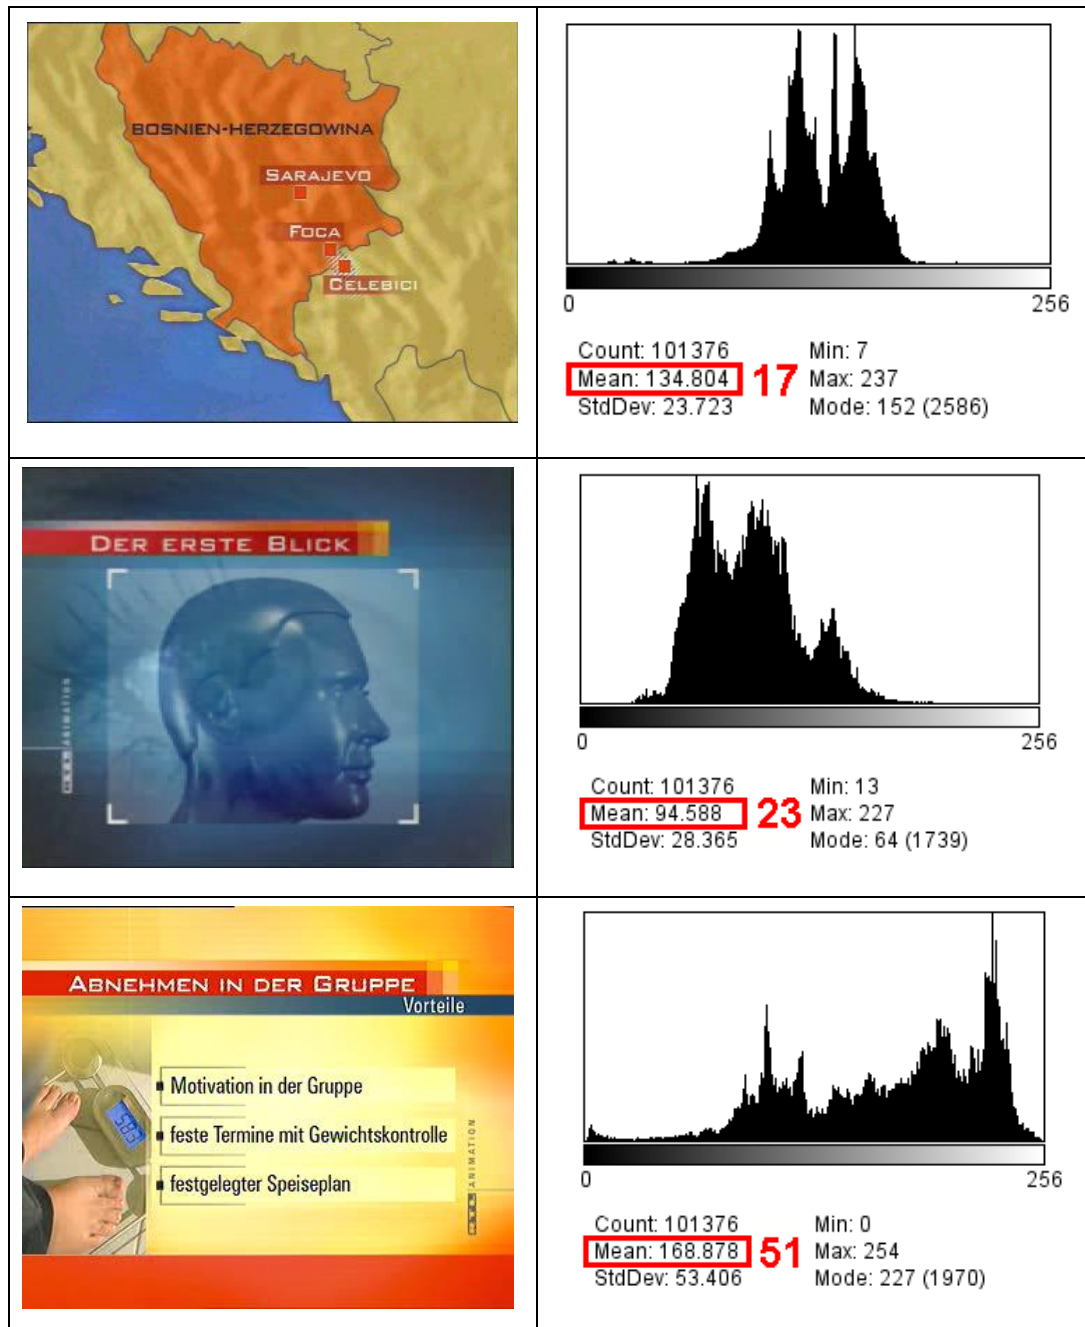 BOSNIEN-HERZEGOWINA
SARAJEVO
FOCA
CELEBICI
0 256
Count: 101376 Min: 7
Mean: 134.804 17 Max: 237
StdDev: 23.723 Mode: 152 (2586)
DER ERSTE BLICK
ANIMATION
0 256
Count: 101376 Min: 13
Mean: 94.588 23 Max: 227
StdDev: 28.365 Mode: 64 (1739)
ABNEHMEN IN DER GRUPPE
Vorteile
Motivation in der Gruppe
feste Termine mit Gewichtskontrolle
festgelegter Speiseplan
ANIMATION
0 256
Count: 101376 Min: 0
Mean: 168.878 51 Max: 254
StdDev: 53.406 Mode: 227 (1970)